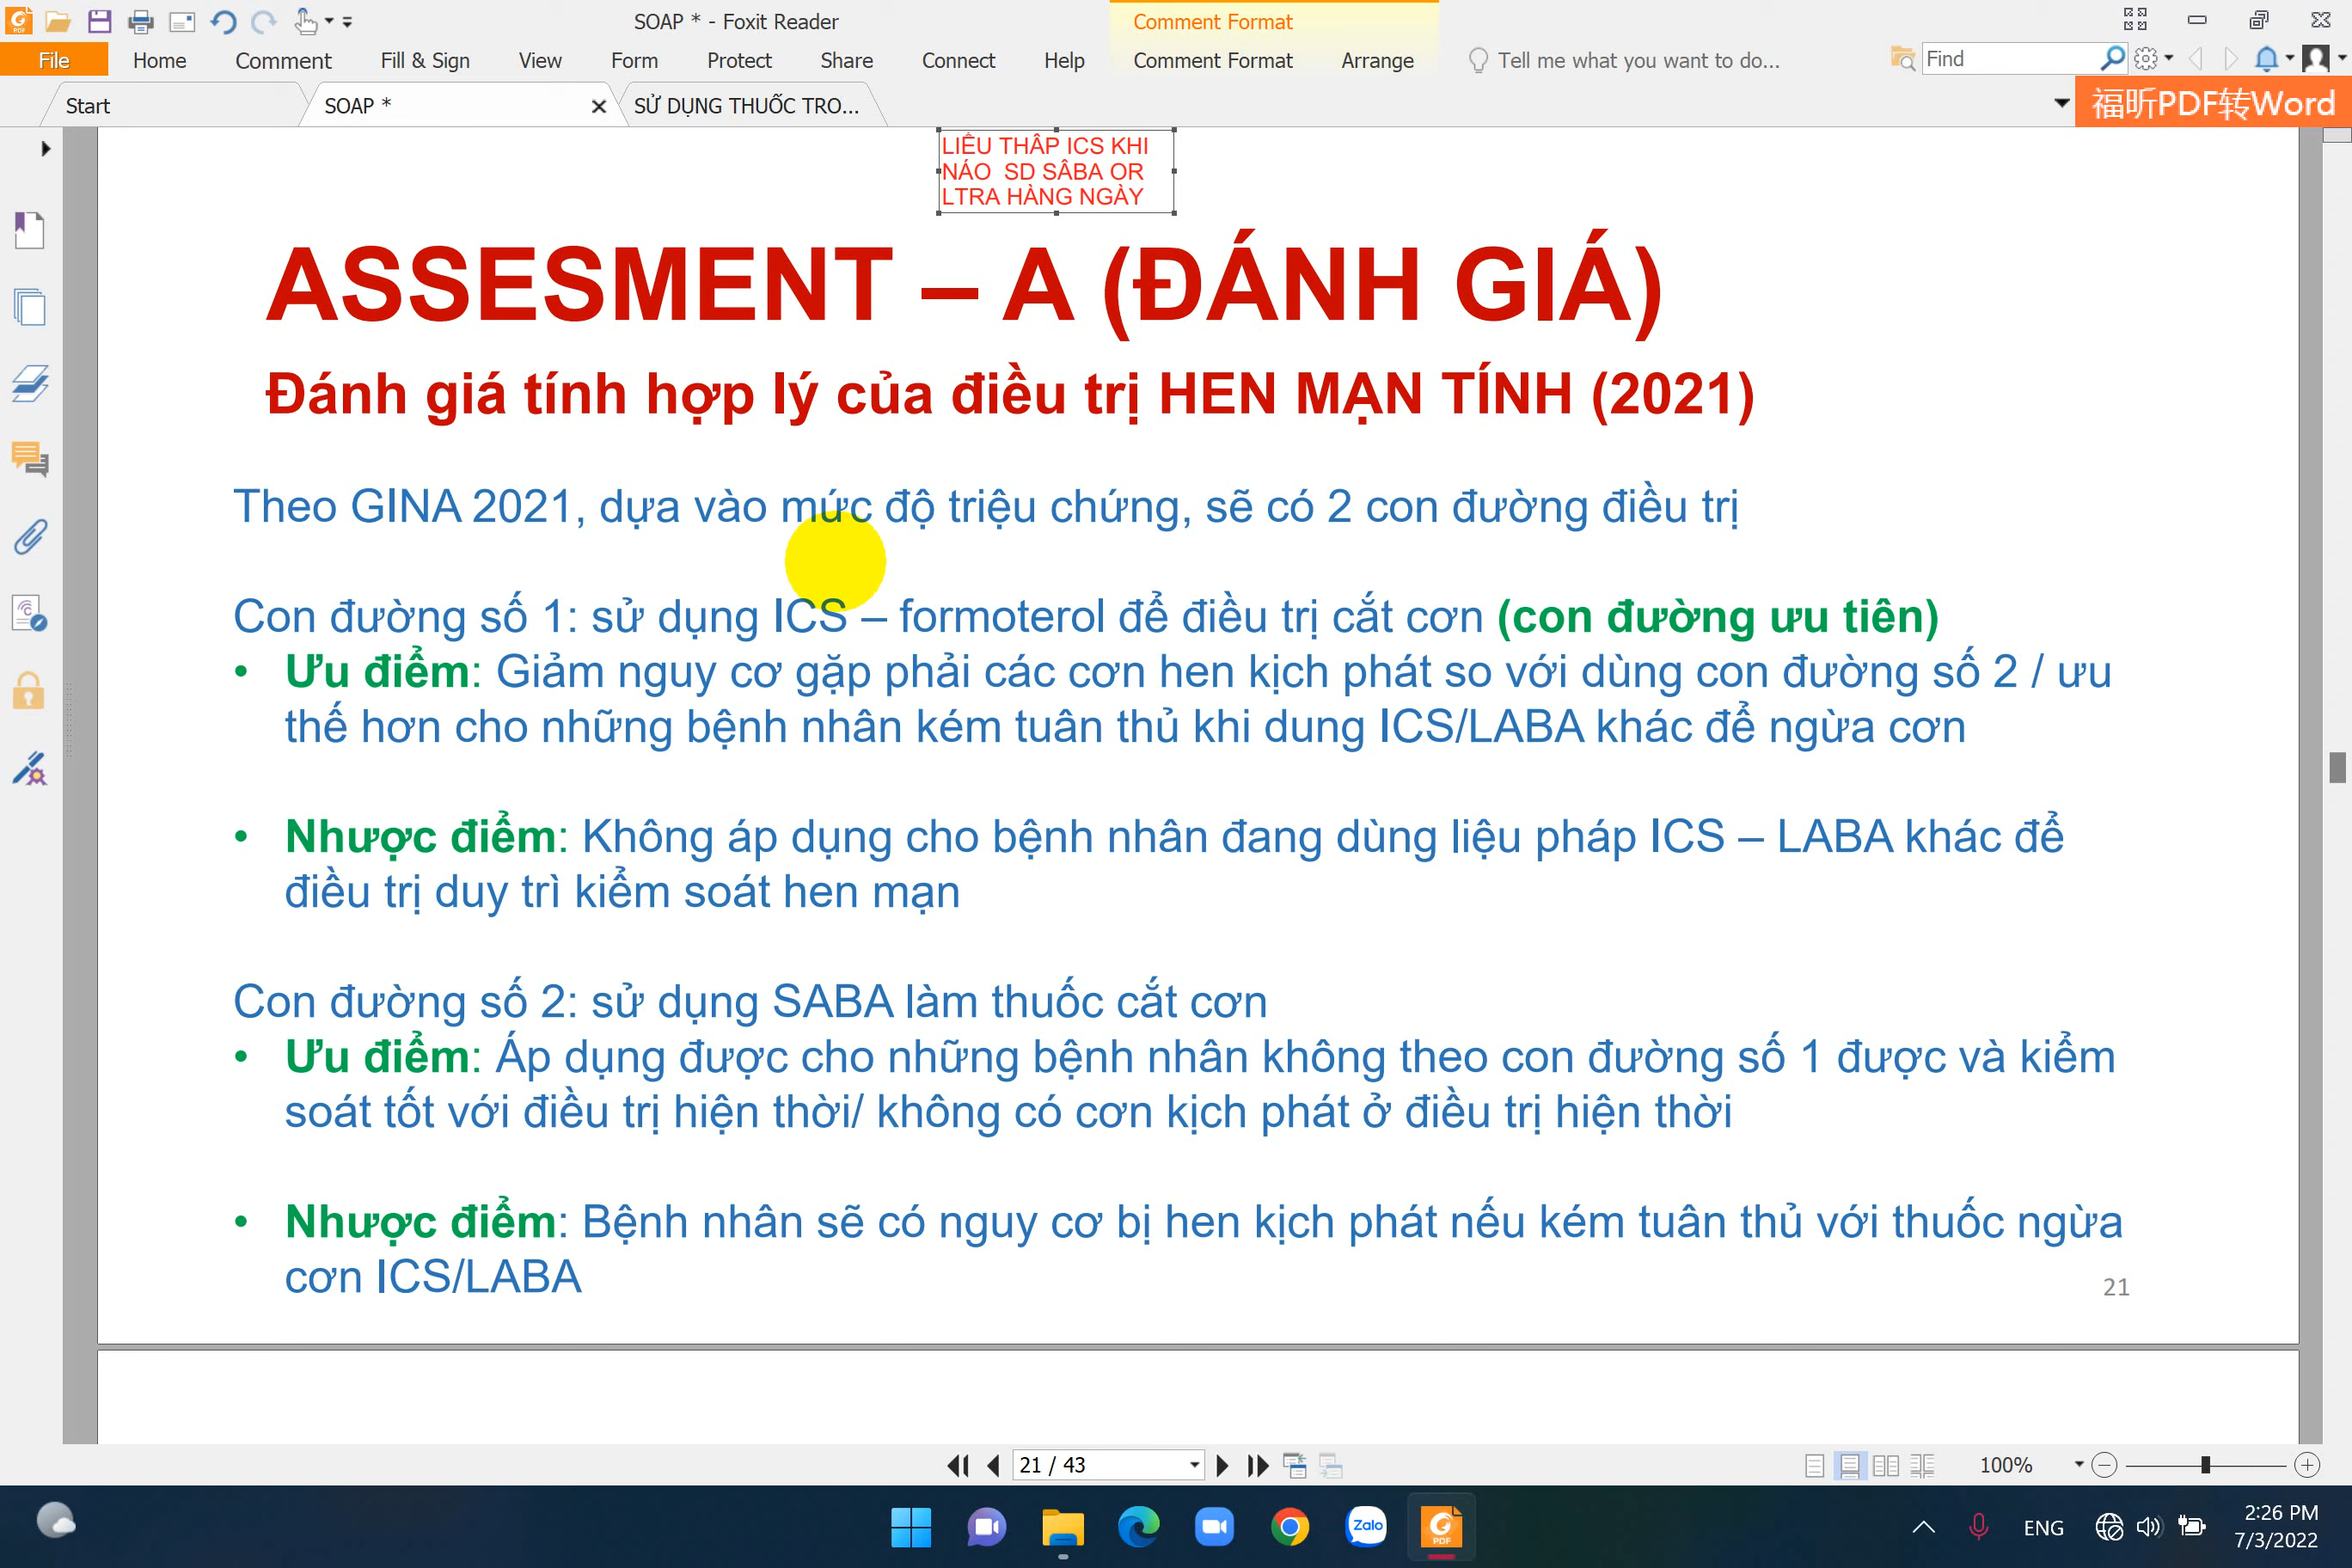 SOAP * - Foxit Reader
Comment Format
File
Home
Comment
Fill & Sign
View
Form
Protect
Share
Connect
Help
Comment Format
Arrange
Tell me what you want to do...
Find
Start
SOAP *
SỬ DỤNG THUỐC TRO...
福昕PDF转Word
LIỀU THẤP ICS KHI
NÁO  SD SÂBA OR
LTRA HÀNG NGÀY
ASSESMENT – A (ĐÁNH GIÁ)
Đánh giá tính hợp lý của điều trị HEN MẠN TÍNH (2021)
Theo GINA 2021, dựa vào mức độ triệu chứng, sẽ có 2 con đường điều trị
Con đường số 1: sử dụng ICS – formoterol để điều trị cắt cơn (con đường ưu tiên)
• Ưu điểm: Giảm nguy cơ gặp phải các cơn hen kịch phát so với dùng con đường số 2 / ưu
thế hơn cho những bệnh nhân kém tuân thủ khi dung ICS/LABA khác để ngừa cơn
• Nhược điểm: Không áp dụng cho bệnh nhân đang dùng liệu pháp ICS – LABA khác để
điều trị duy trì kiểm soát hen mạn
Con đường số 2: sử dụng SABA làm thuốc cắt cơn
• Ưu điểm: Áp dụng được cho những bệnh nhân không theo con đường số 1 được và kiểm
soát tốt với điều trị hiện thời/ không có cơn kịch phát ở điều trị hiện thời
• Nhược điểm: Bệnh nhân sẽ có nguy cơ bị hen kịch phát nếu kém tuân thủ với thuốc ngừa
cơn ICS/LABA
21
21 / 43
100%
Zalo
PDF
ENG
2:26 PM
7/3/2022